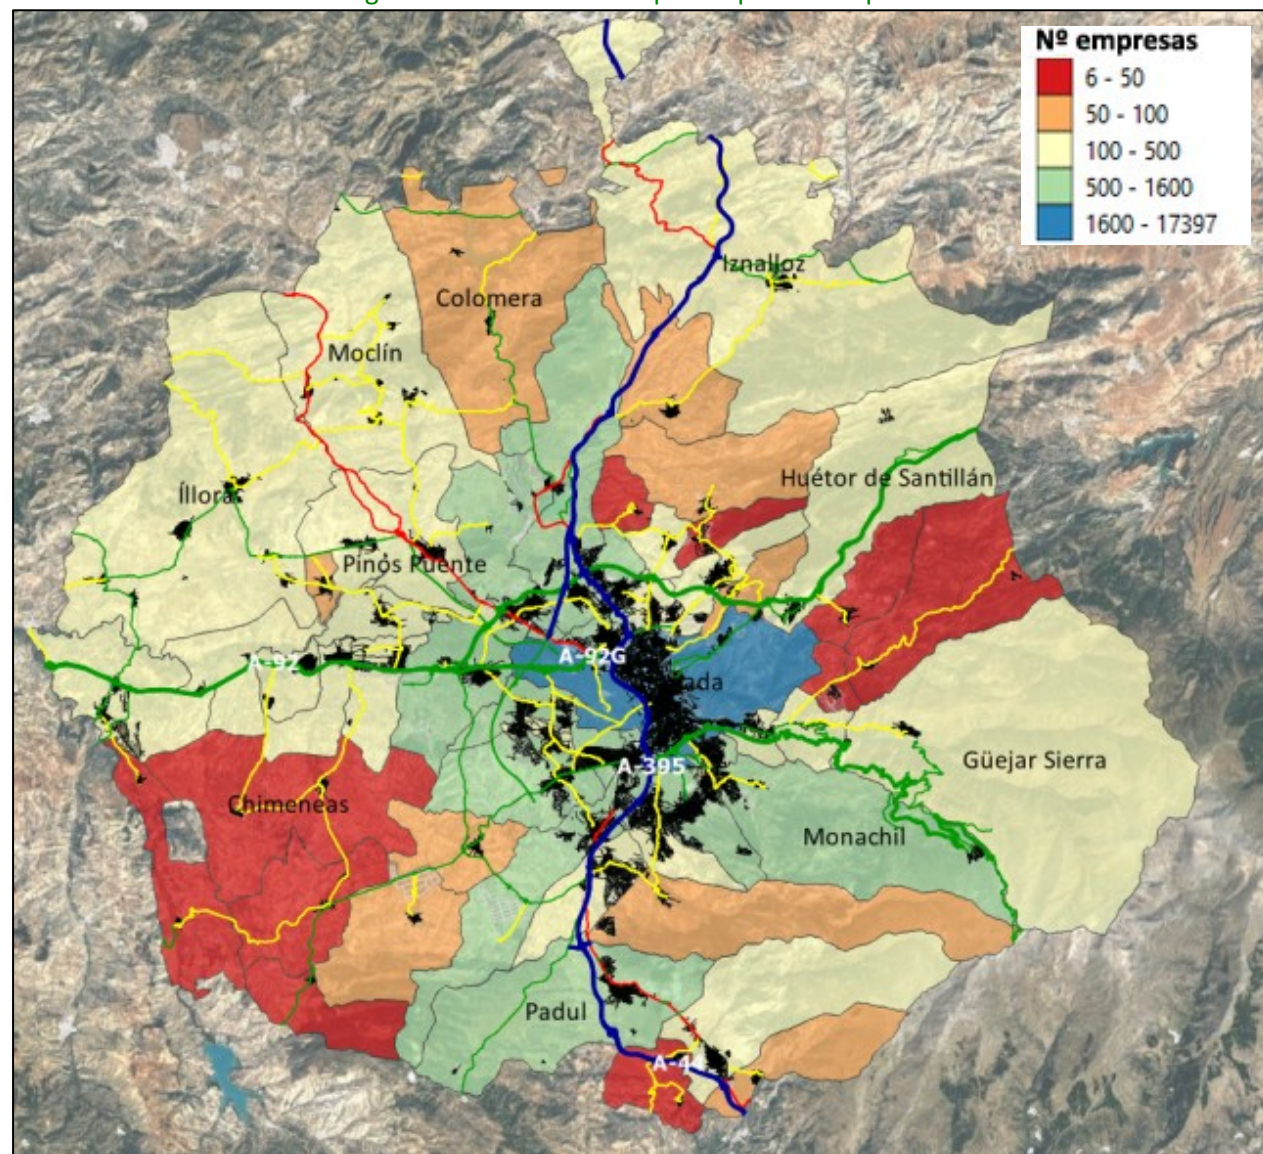 Nº empresas
6 - 50
50 - 100
100 - 500
500 - 1600
1600 - 17397
Iznalloz
Colomera
Moclín
Huétor de Santillán
Íllora
Pinos Puente
A-92
A-92G
A-395
Güejar Sierra
Chimeneas
Monachil
Padul